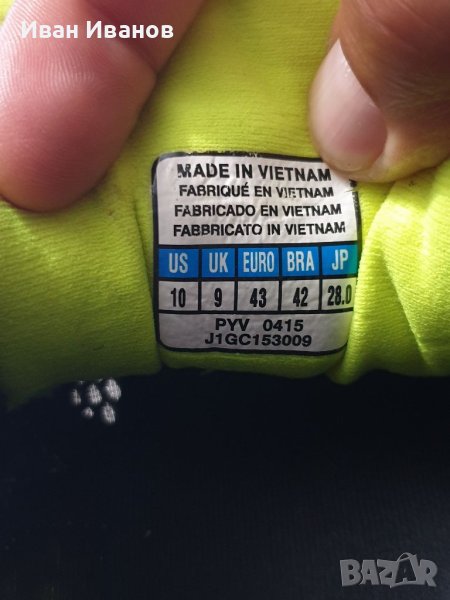 Иван Иванов
MADE IN VIETNAM
FABRIQUÉ EN VIETNAM
FABRICADO EN VIETNAM
FABBRICATO IN VIETNAM
US UK EURO BRA JP
10 9 43 42 28.0
PYV 0415
J1GC153009
BAZAR